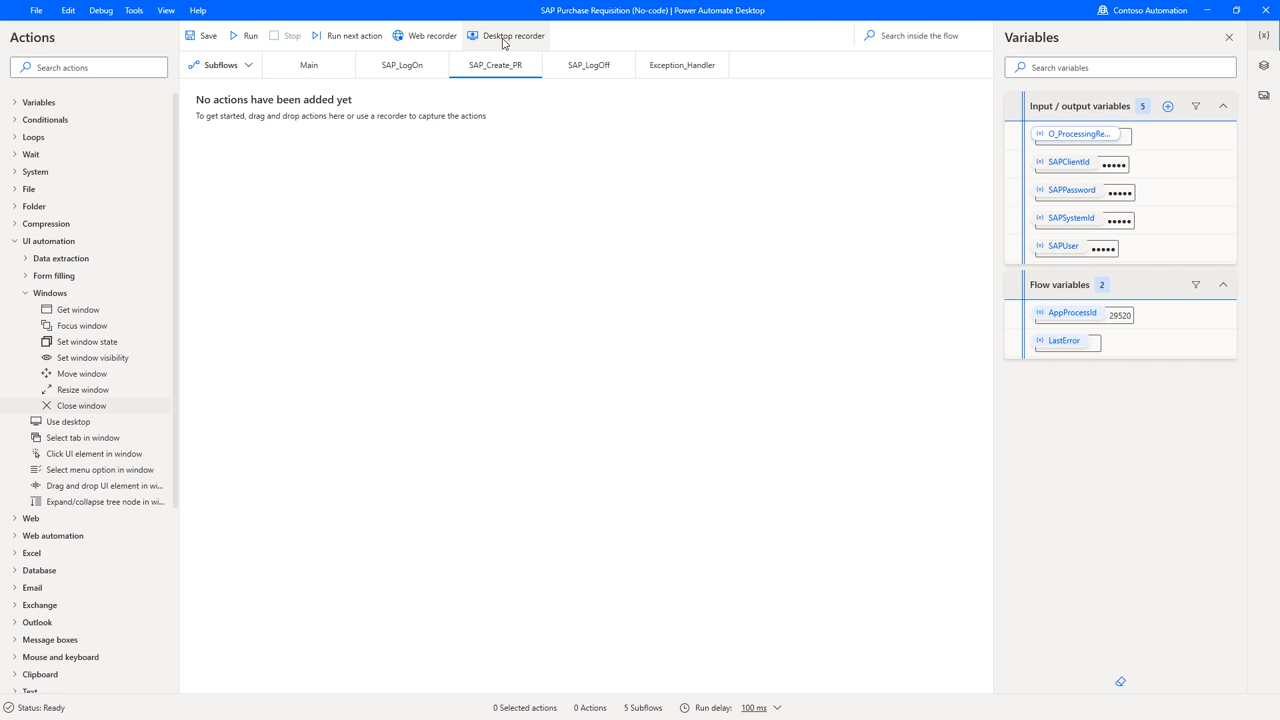 File Edit Debug Tools View Help SAP Purchase Requisition (No-code) | Power Automate Desktop Contoso Automation
Actions
Search actions
Variables
Conditionals
Loops
Wait
System
File
Folder
Compression
UI automation
Data extraction
Form filling
Windows
Get window
Focus window
Set window state
Set window visibility
Move window
Resize window
Close window
Use desktop
Select tab in window
Click UI element in window
Select menu option in window
Drag and drop UI element in wi...
Expand/collapse tree node in wi...
Web
Web automation
Excel
Database
Email
Exchange
Outlook
Message boxes
Mouse and keyboard
Clipboard
Text
Save Run Stop Run next action Web recorder Desktop recorder Search inside the flow
Subflows Main SAP_LogOn SAP_Create_PR SAP_LogOff Exception_Handler
No actions have been added yet
To get started, drag and drop actions here or use a recorder to capture the actions
Variables
Search variables
Input / output variables 5
O_ProcessingRe...
SAPClientId •••••
SAPPassword •••••
SAPSystemId •••••
SAPUser •••••
Flow variables 2
AppProcessId 29520
LastError
Status: Ready 0 Selected actions 0 Actions 5 Subflows Run delay: 100 ms